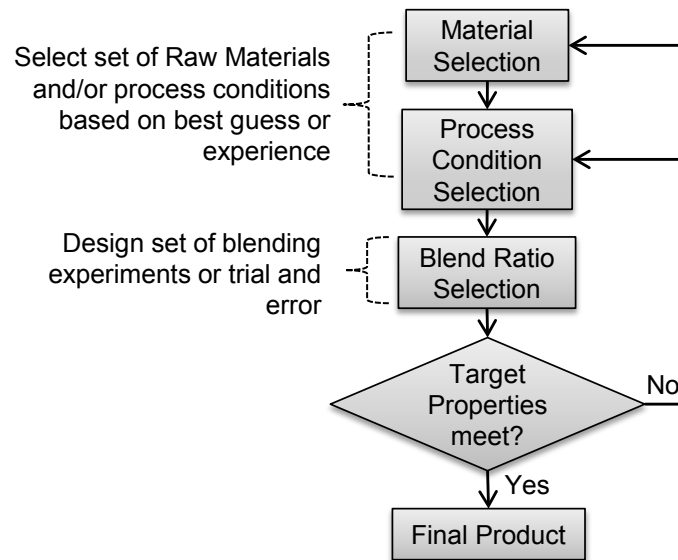 Select set of Raw Materials
and/or process conditions
based on best guess or
experience
Material
Selection
Process
Condition
Selection
Design set of blending
experiments or trial and
error
Blend Ratio
Selection
Target
Properties
meet?
No
Yes
Final Product